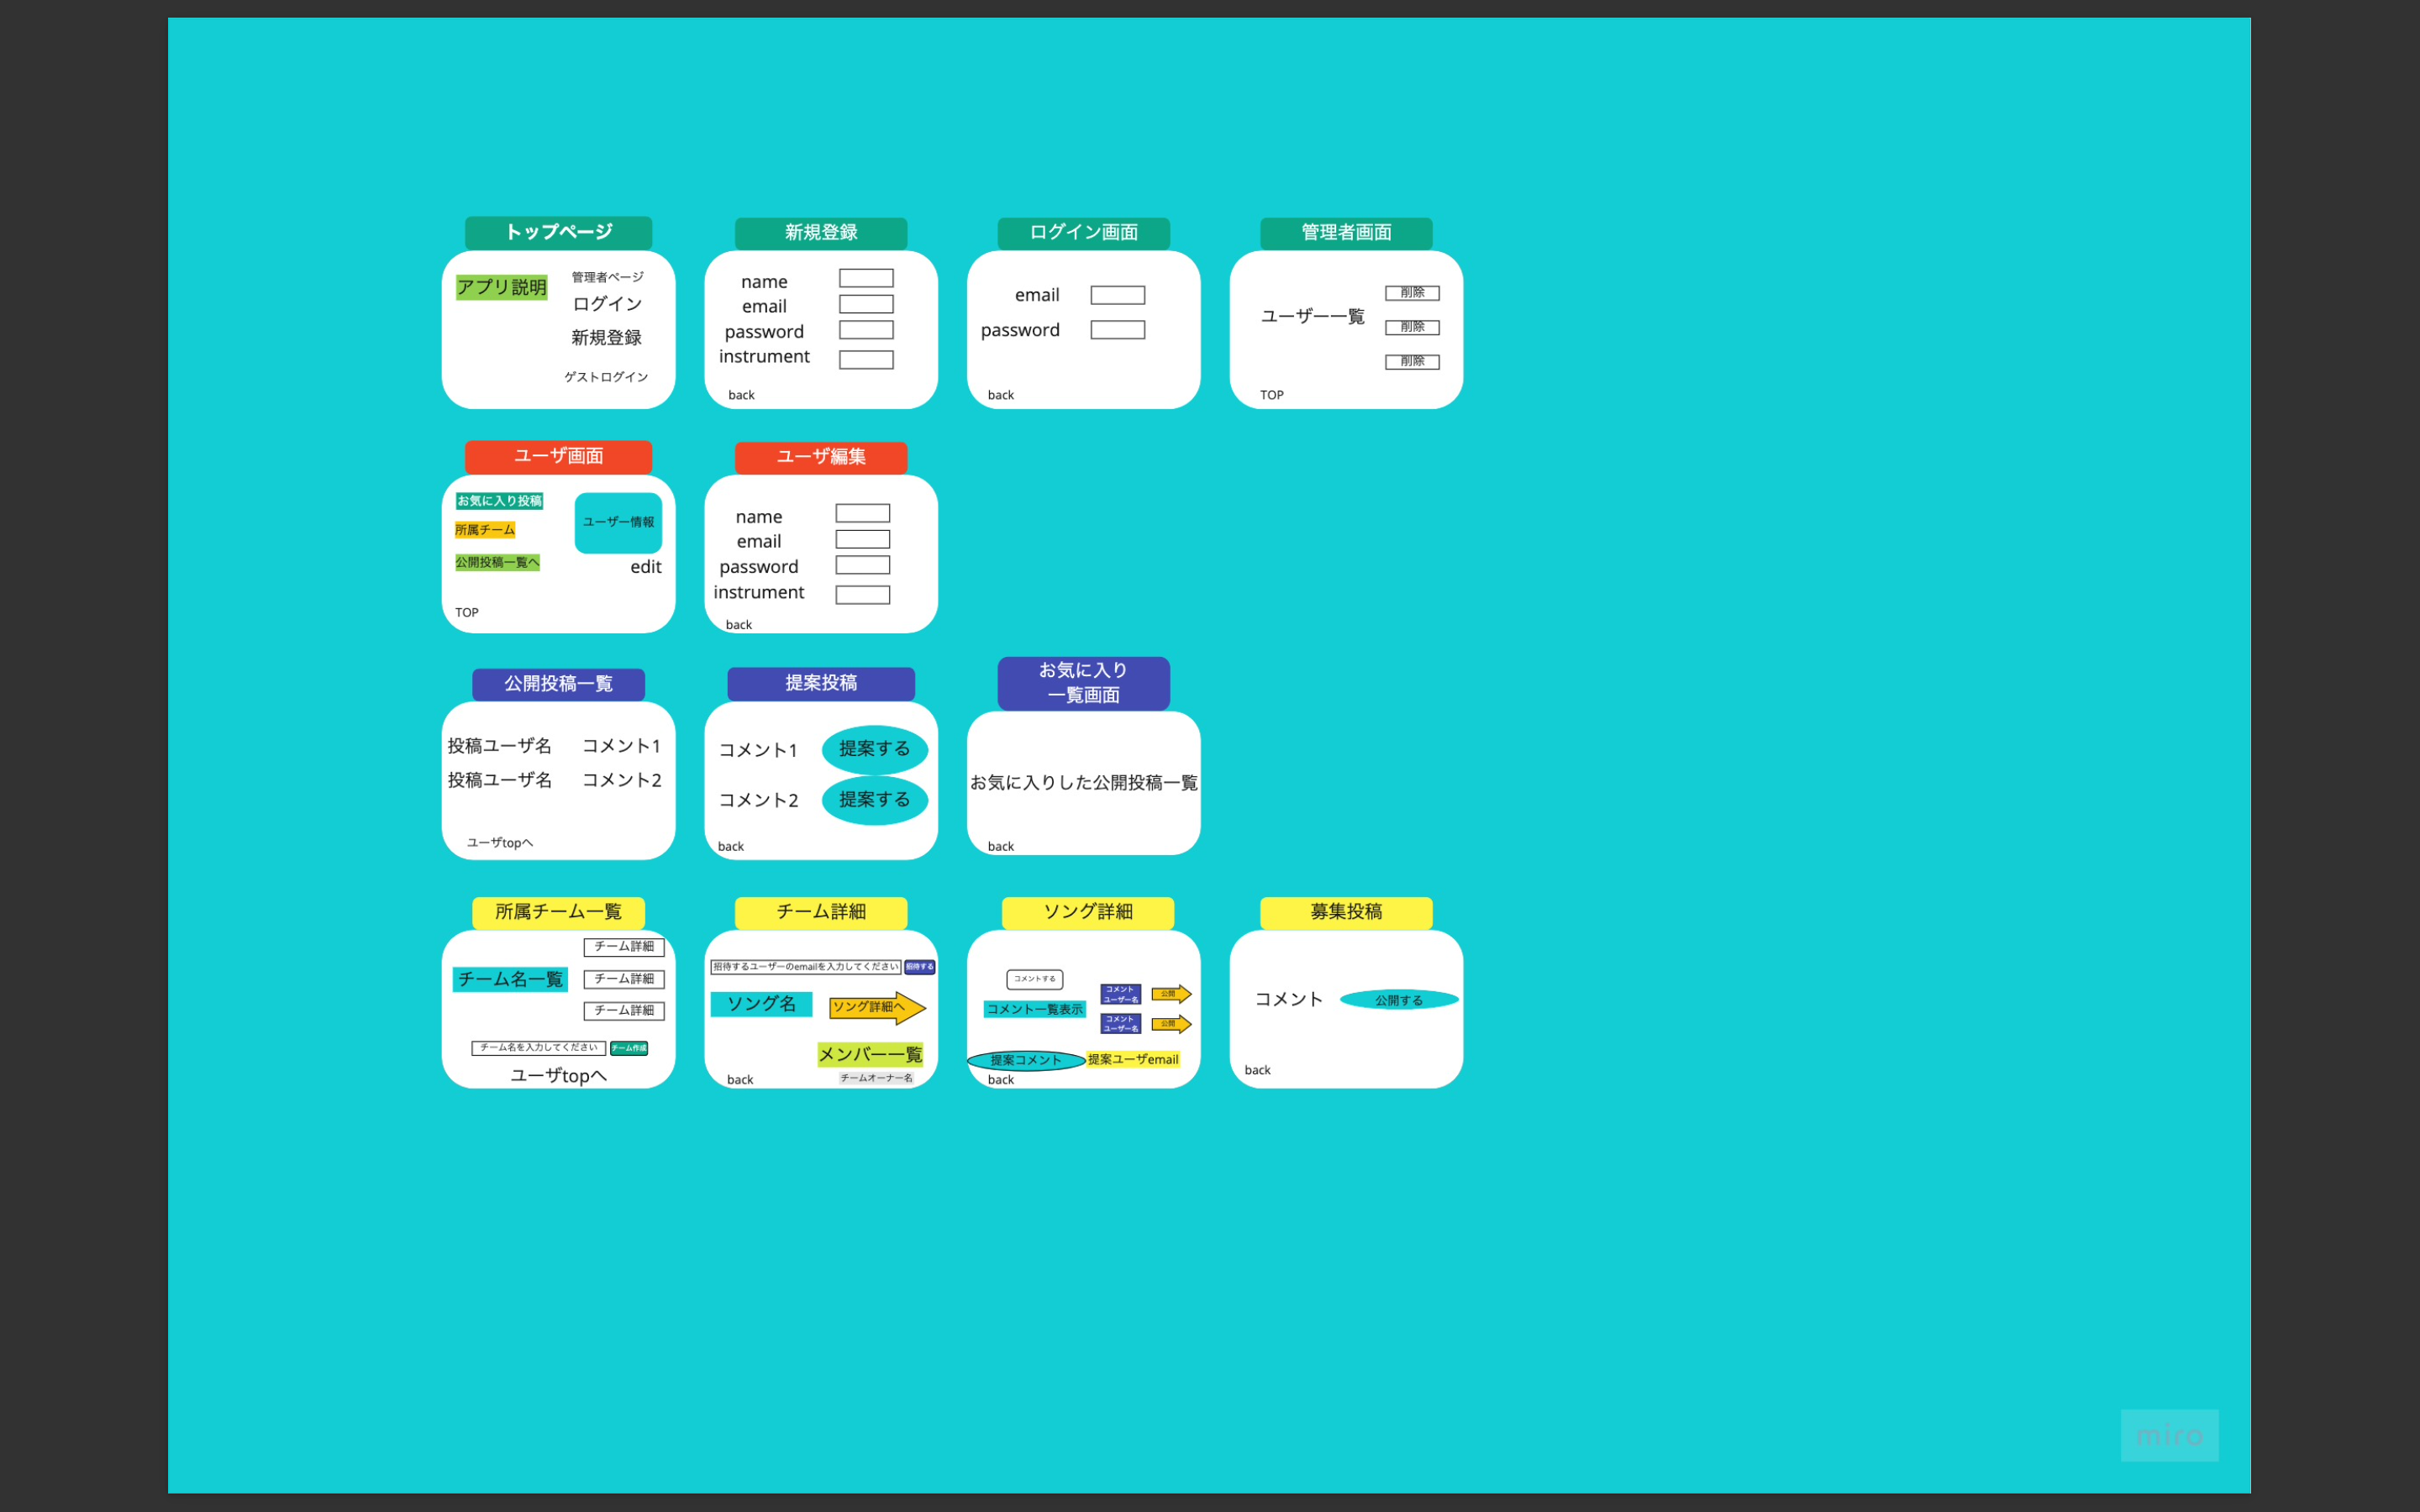 トップページ
アプリ説明
管理者ページ
ログイン
新規登録
ゲストログイン
新規登録
name
email
password
instrument
back
ログイン画面
email
password
back
管理者画面
ユーザー一覧
削除
削除
削除
TOP
ユーザ画面
お気に入り投稿
所属チーム
公開投稿一覧へ
ユーザー情報
edit
TOP
ユーザ編集
name
email
password
instrument
back
公開投稿一覧
投稿ユーザ名 コメント1
投稿ユーザ名 コメント2
ユーザtopへ
提案投稿
コメント1 提案する
コメント2 提案する
back
お気に入り
一覧画面
お気に入りした公開投稿一覧
back
所属チーム一覧
チーム名一覧
チーム詳細
チーム詳細
チーム詳細
チーム名を入力してください チーム作成
ユーザtopへ
チーム詳細
招待するユーザーのemailを入力してください 招待する
ソング名 ソング詳細へ
メンバー一覧
チームオーナー名
back
ソング詳細
コメントする
コメント一覧表示
コメント
ユーザー名
公開
コメント
ユーザー名
公開
提案コメント 提案ユーザemail
back
募集投稿
コメント 公開する
back
miro